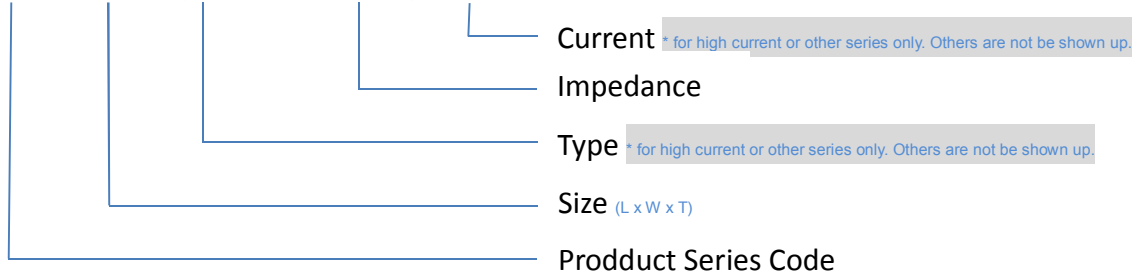 Current * for high current or other series only. Others are not be shown up.
Impedance
Type * for high current or other series only. Others are not be shown up.
Size (L x W x T)
Prodduct Series Code